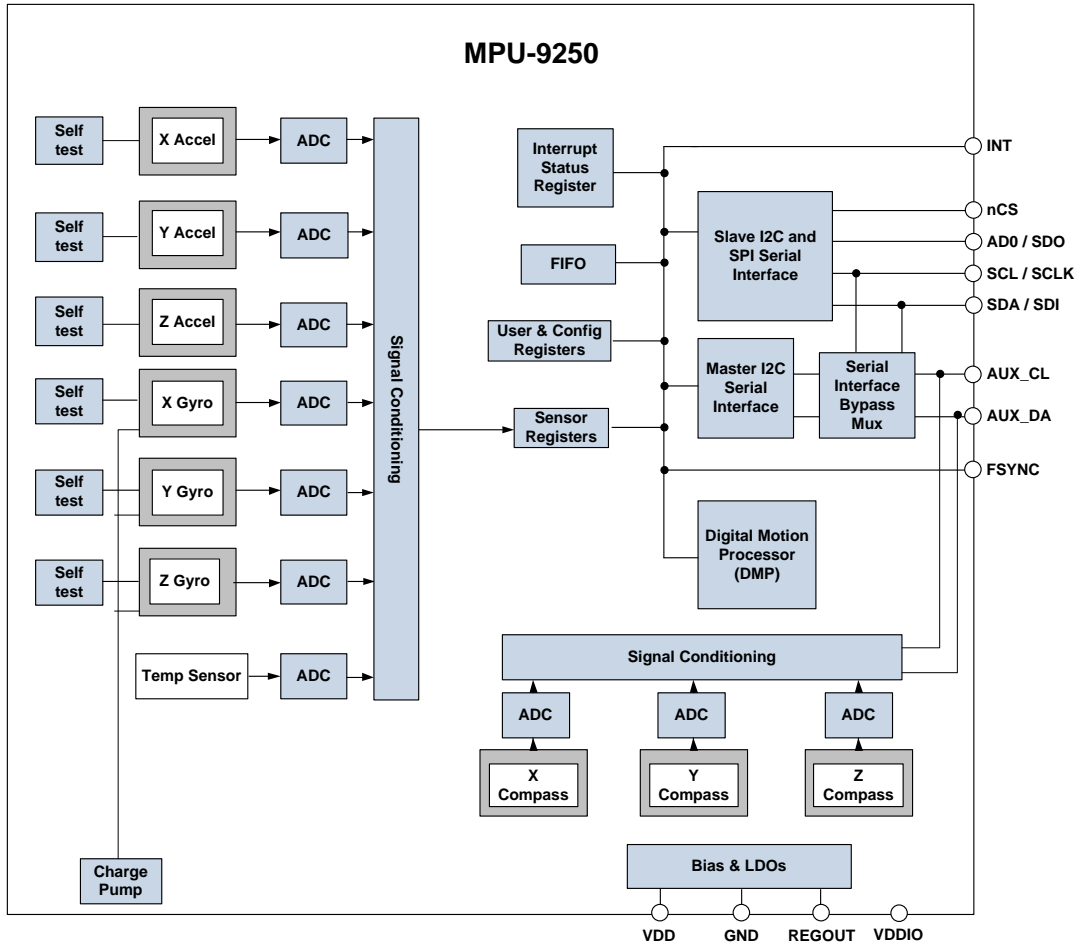 MPU-9250
Self
test
X Accel
ADC
Self
test
Y Accel
ADC
Self
test
Z Accel
ADC
Self
test
X Gyro
ADC
Self
test
Y Gyro
ADC
Self
test
Z Gyro
ADC
Temp Sensor
ADC
Signal Conditioning
Charge
Pump
Interrupt
Status
Register
FIFO
User & Config
Registers
Sensor
Registers
Slave I2C and
SPI Serial
Interface
Master I2C
Serial
Interface
Serial
Interface
Bypass
Mux
Digital Motion
Processor
(DMP)
INT
nCS
AD0 / SDO
SCL / SCLK
SDA / SDI
AUX_CL
AUX_DA
FSYNC
Signal Conditioning
ADC
ADC
ADC
X
Compass
Y
Compass
Z
Compass
Bias & LDOs
VDD
GND
REGOUT
VDDIO